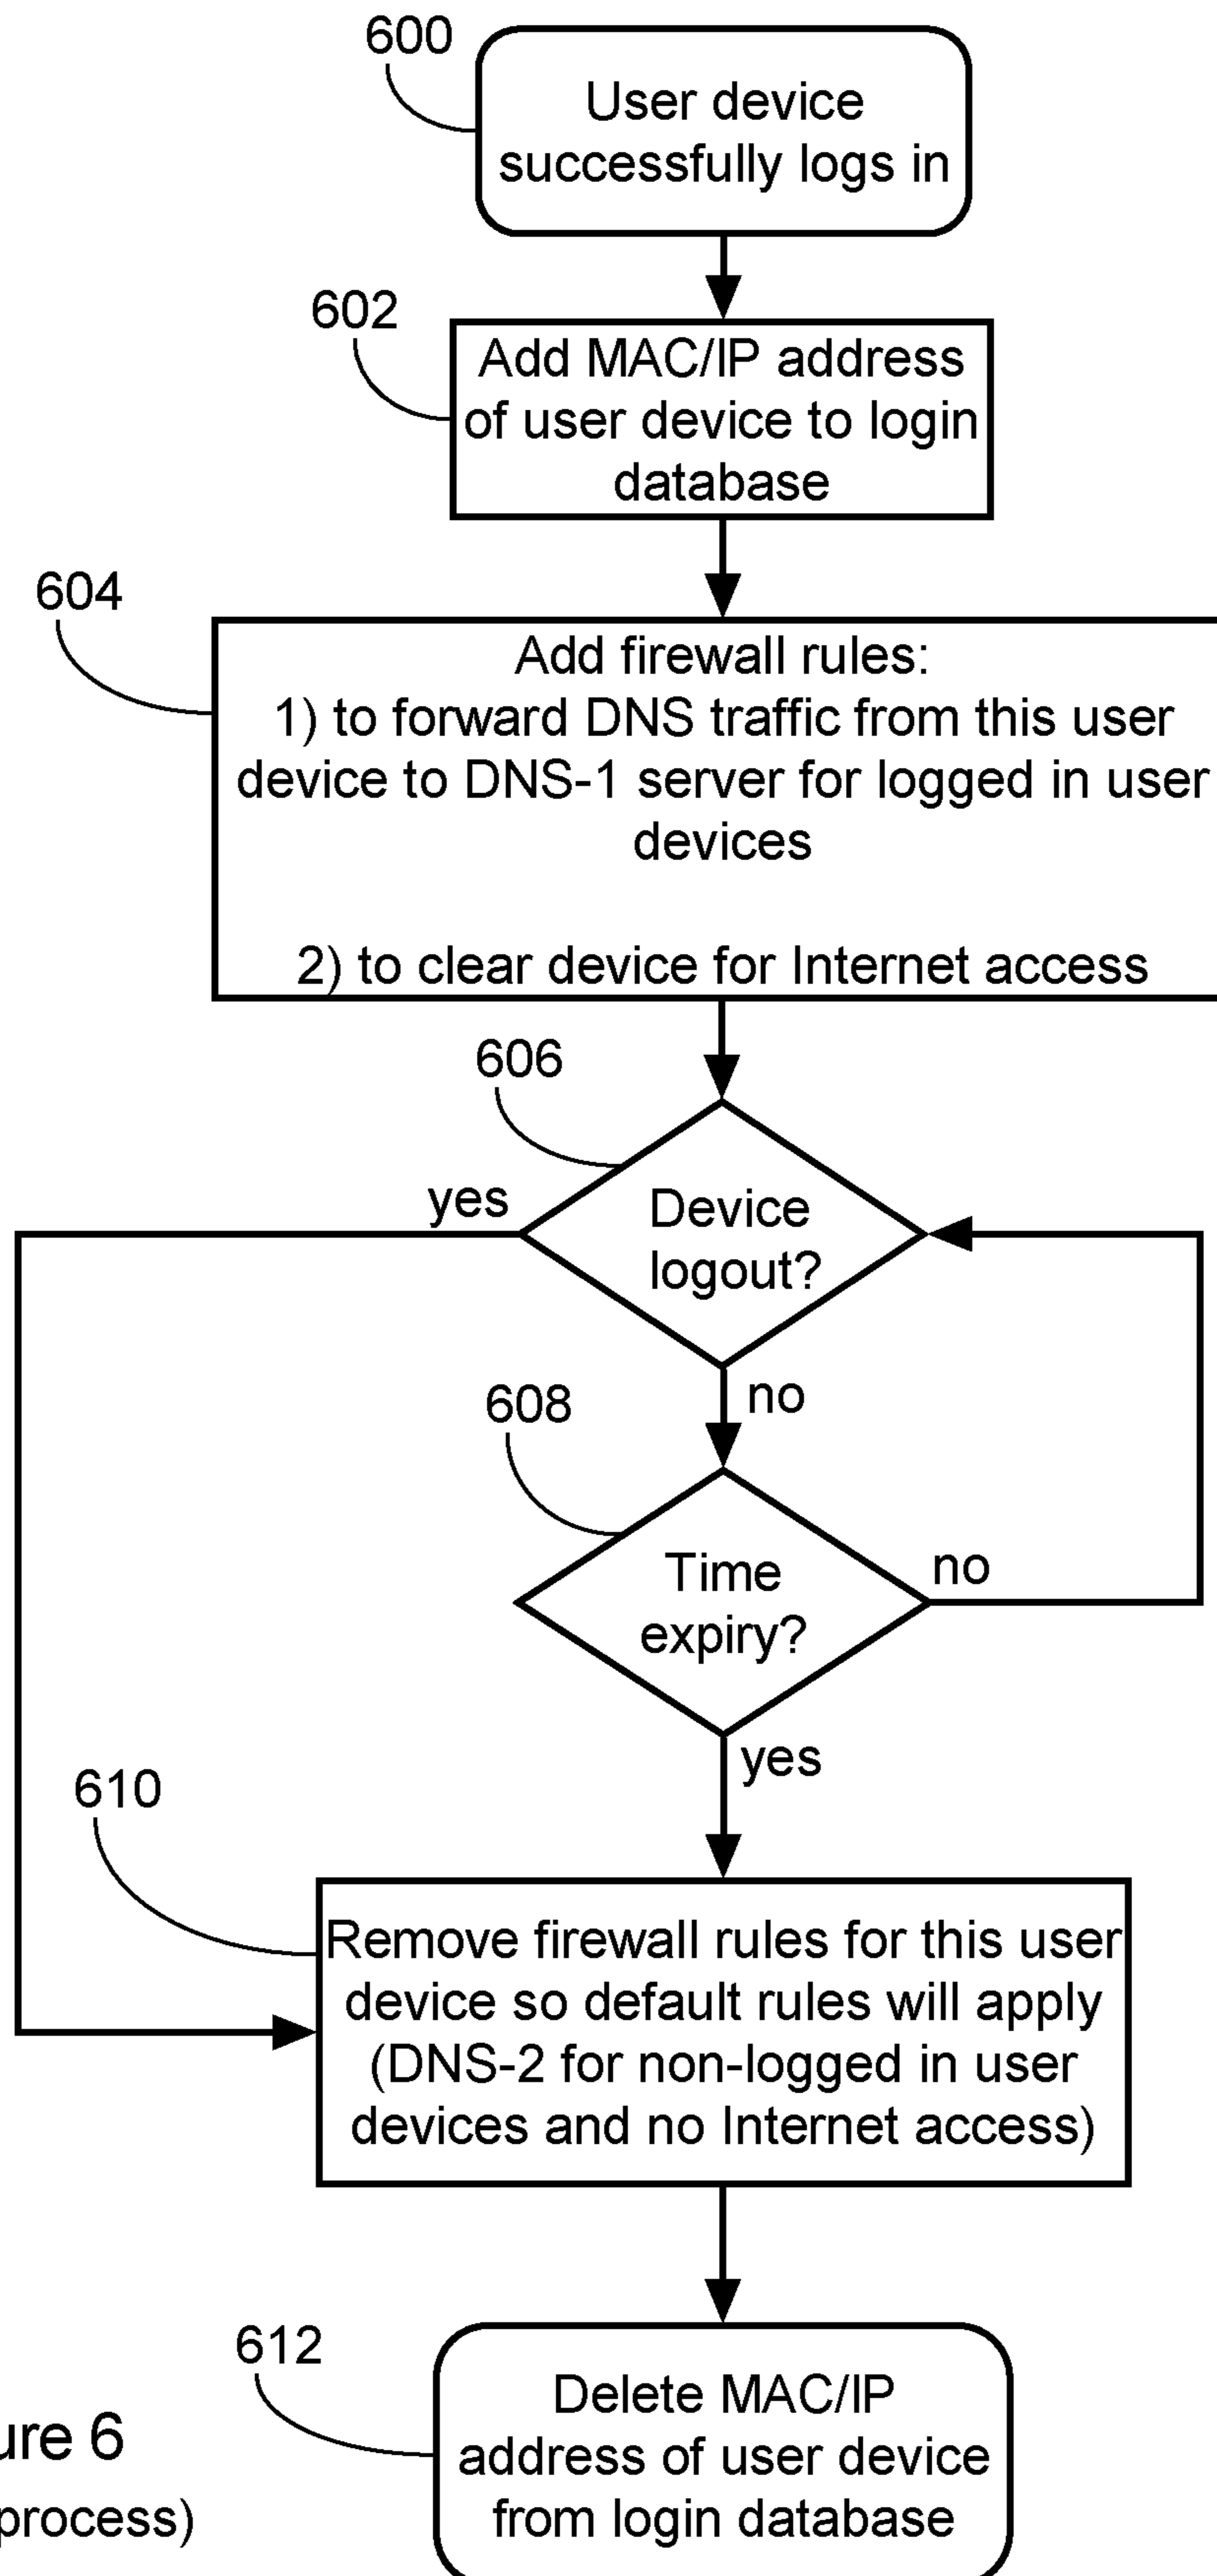 600
User device
successfully logs in
602
Add MAC/IP address
of user device to login
database
604
Add firewall rules:
1) to forward DNS traffic from this user
device to DNS-1 server for logged in user
devices
2) to clear device for Internet access
606
yes
Device
logout?
no
608
Time
expiry?
no
yes
610
Remove firewall rules for this user
device so default rules will apply
(DNS-2 for non-logged in user
devices and no Internet access)
612
Delete MAC/IP
address of user device
from login database
ure 6
process)